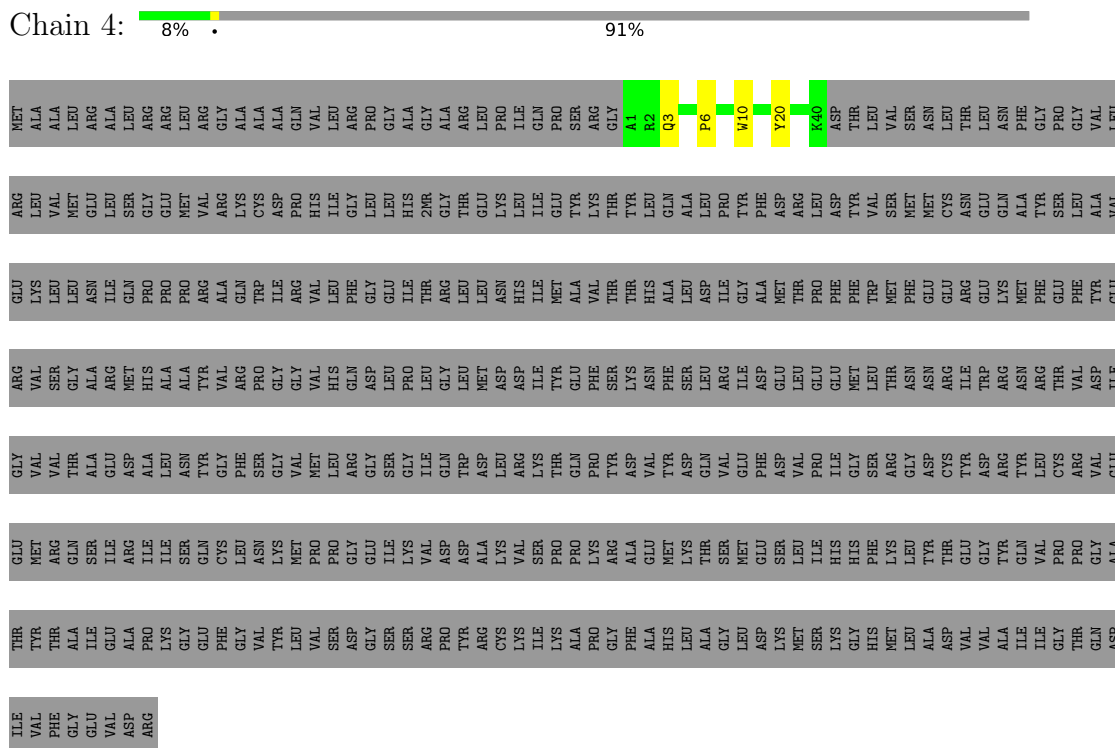 Chain 4:
8% • 91%
MET ALA ALA LEU ARG ALA LEU ARG ARG LEU ARG GLY ALA ALA ALA GLN VAL LEU ARG PRO GLY ALA GLY ALA ARG LEU PRO ILE GLN PRO SER ARG GLY A1 R2 Q3 P6 W10 Y20 K40 ASP THR LEU VAL SER ASN LEU THR LEU ASN PHE GLY PRO GLY VAL LEU
ARG LEU VAL MET GLU LEU SER GLY GLU MET VAL ARG LYS CYS ASP PRO HIS ILE GLY LEU LEU HIS 2MR GLY THR GLU LYS LEU ILE GLU TYR LYS THR TYR LEU GLN ALA LEU PRO TYR PHE ASP ARG LEU ASP TYR VAL SER MET MET CYS ASN GLU GLN ALA TYR SER LEU ALA VAL
GLU LYS LEU LEU ASN ILE GLN PRO PRO PRO ARG ALA GLN TRP ILE ARG VAL LEU PHE GLY GLU ILE THR ARG LEU LEU ASN HIS ILE MET ALA VAL THR THR HIS ALA LEU ASP ILE GLY ALA MET THR PRO PHE PHE TRP MET PHE GLU GLU ARG GLU LYS MET PHE GLU PHE TYR GLU
ARG VAL SER GLY ALA ARG MET HIS ALA ALA TYR VAL ARG PRO GLY GLY VAL HIS GLN ASP LEU PRO LEU GLY LEU MET ASP ASP ILE TYR GLU PHE SER LYS ASN PHE SER LEU ARG ILE ASP GLU LEU GLU GLU MET LEU THR ASN ASN ARG ILE TRP ARG ASN ARG THR VAL ASP ILE
GLY VAL VAL THR ALA GLU ASP ALA LEU ASN TYR GLY PHE SER GLY VAL MET LEU ARG GLY SER GLY ILE GLN TRP ASP LEU ARG LYS THR GLN PRO TYR ASP VAL TYR ASP GLN VAL GLU PHE ASP VAL PRO ILE GLY SER ARG GLY ASP CYS TYR ASP ARG TYR LEU CYS ARG VAL GLU
GLU MET ARG GLN SER ILE ARG ILE ILE SER GLN CYS LEU ASN LYS MET PRO PRO GLY GLU ILE LYS VAL ASP ASP ALA LYS VAL SER PRO PRO LYS ARG ALA GLU MET LYS THR SER MET GLU SER LEU ILE HIS HIS PHE LYS LEU TYR THR GLU GLY TYR GLN VAL PRO PRO GLY ALA
THR TYR THR ALA ILE GLU ALA PRO LYS GLY GLU PHE GLY VAL TYR LEU VAL SER ASP GLY SER SER ARG PRO TYR ARG CYS LYS ILE LYS ALA PRO GLY PHE ALA HIS LEU ALA GLY LEU ASP LYS MET SER LYS GLY HIS MET LEU ALA ASP VAL VAL ALA ILE ILE GLY THR GLN ASP
ILE VAL PHE GLY GLU VAL ASP ARG